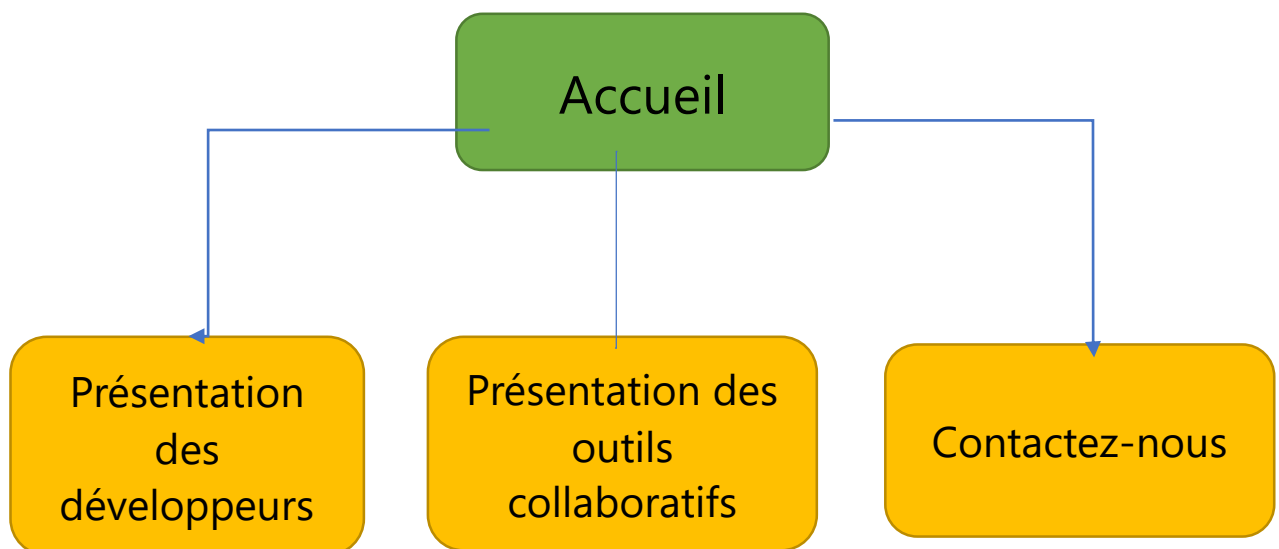 Accueil
Présentation
des
développeurs
Présentation des
outils
collaboratifs
Contactez-nous